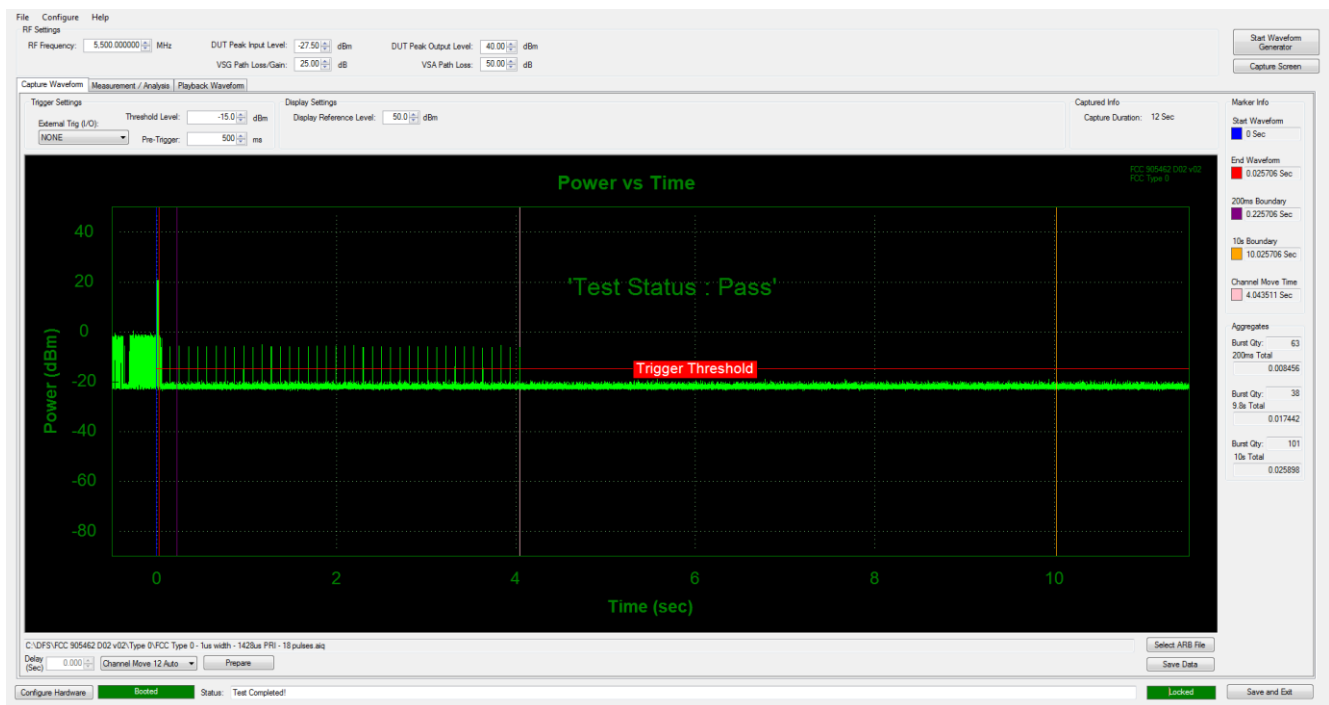 File Configure Help
RF Settings
RF Frequency: 5,500.000000 MHz DUT Peak Input Level: -27.50 dBm DUT Peak Output Level: 40.00 dBm
VSG Path Loss/Gain: 25.00 dB VSA Path Loss: 50.00 dB
Start Waveform
Generator
Capture Screen
Capture Waveform Measurement / Analysis Playback Waveform
Trigger Settings
External Trig (I/O): Threshold Level: -15.0 dBm
NONE Pre-Trigger: 500 ms
Display Settings
Display Reference Level: 50.0 dBm
Captured Info
Capture Duration: 12 Sec
Marker Info
Start Waveform
0 Sec
End Waveform
0.025706 Sec
200ms Boundary
0.225706 Sec
10s Boundary
10.025706 Sec
Channel Move Time
4.043511 Sec
Aggregates
Burst Qty: 63
200ms Total
0.008456
Burst Qty: 38
9.8s Total
0.017442
Burst Qty: 101
10s Total
0.025898
Power vs Time
FCC 905462 D02 v02
FCC Type 0
'Test Status : Pass'
Trigger Threshold
Power (dBm)
40
20
0
-20
-40
-60
-80
0 2 4 6 8 10
Time (sec)
C:\DFS\FCC 905462 D02 v02\Type 0\FCC Type 0 - 1us width - 1428us PRI - 18 pulses.aiq
Select ARB File
Delay
(Sec) 0.000 Channel Move 12 Auto Prepare
Save Data
Configure Hardware Booted Status: Test Completed! Locked Save and Exit